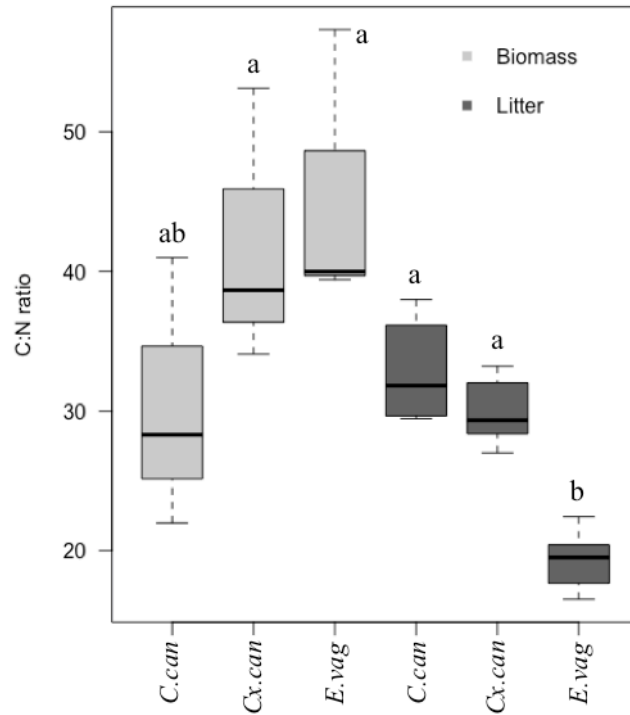 a
a
Biomass
Litter
50
ab
40
a
a
C:N ratio
30
b
20
C.can
Cx.can
E.vag
C.can
Cx.can
E.vag